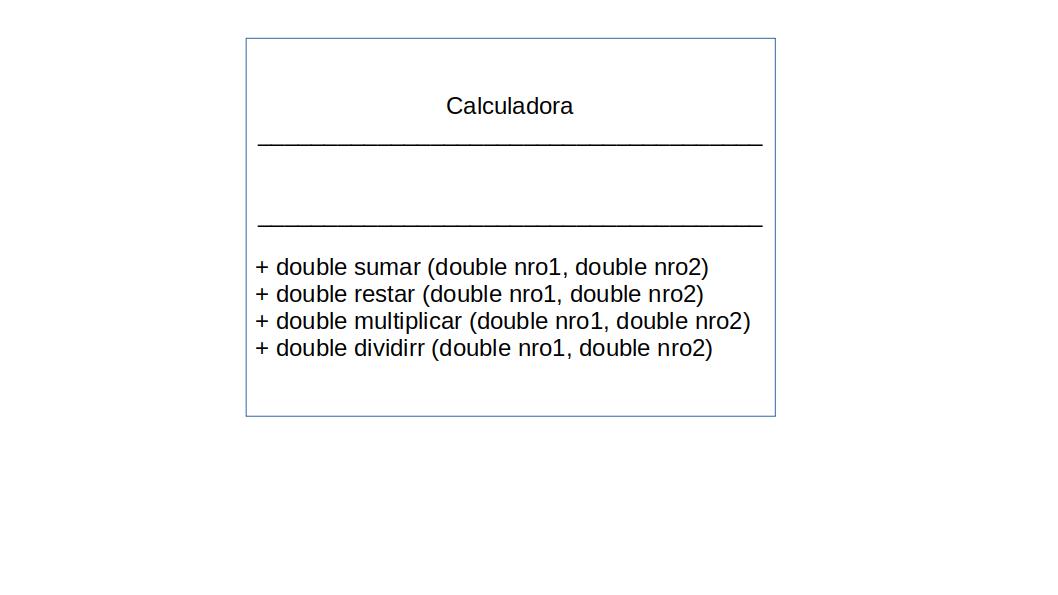 Calculadora
+ double sumar (double nro1, double nro2)
+ double restar (double nro1, double nro2)
+ double multiplicar (double nro1, double nro2)
+ double dividirr (double nro1, double nro2)